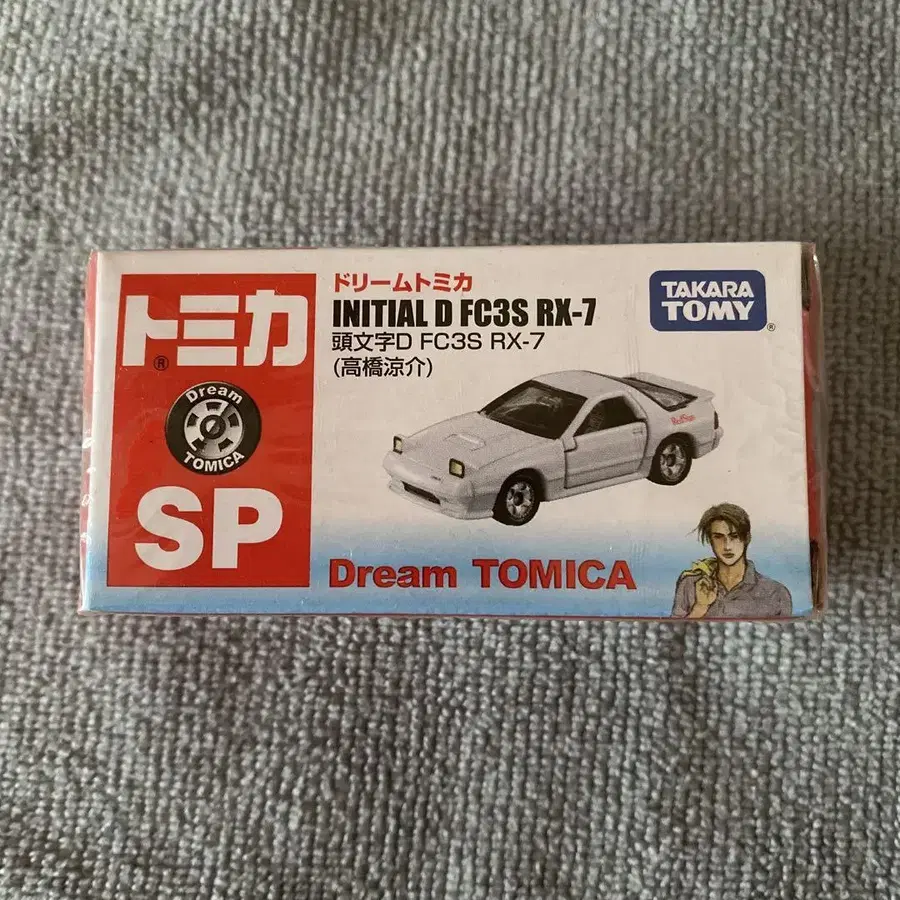 トミカ®
Dream
TOMICA
SP
ドリームトミカ
INITIAL D FC3S RX-7
頭文字D FC3S RX-7
(高橋涼介)
TAKARA
TOMY®
RedSuns
Dream TOMICA